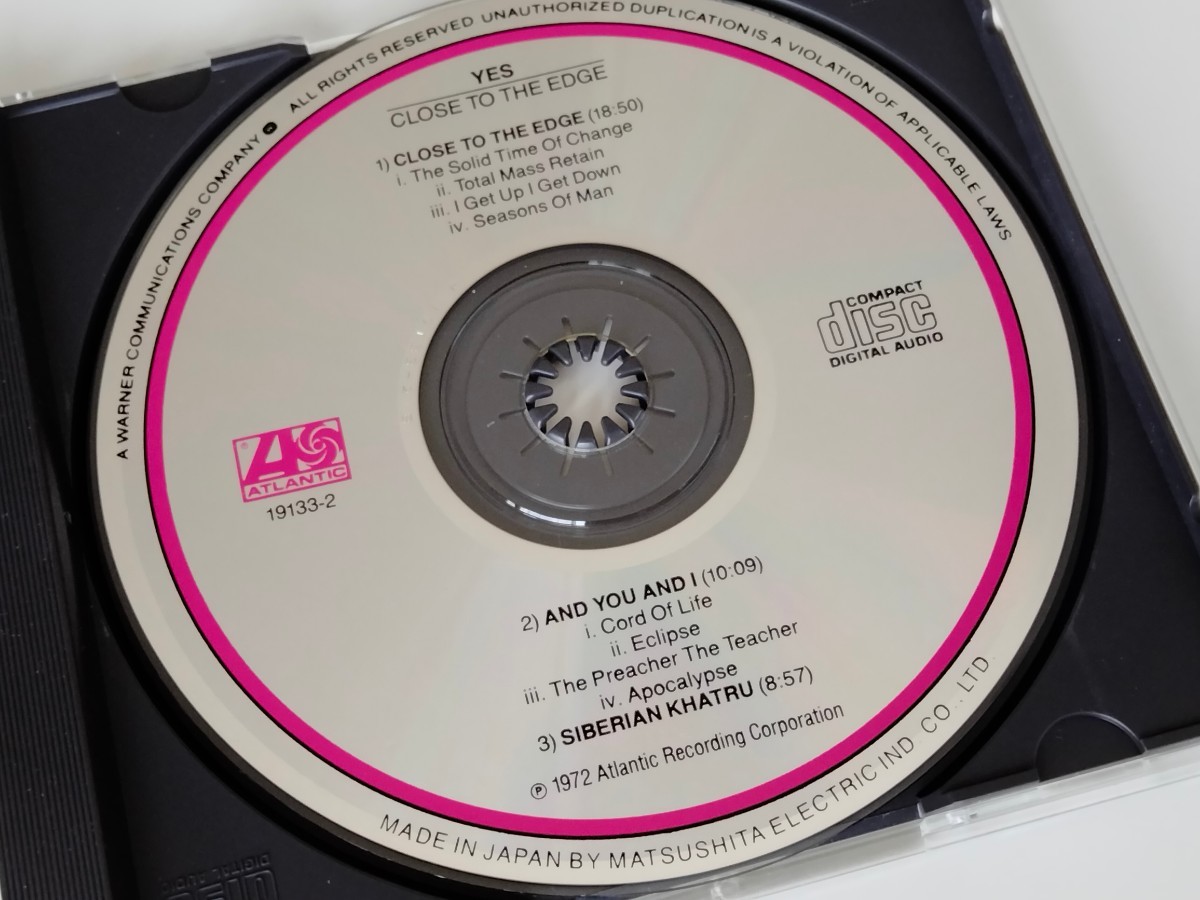 A WARNER COMMUNICATIONS COMPANY ALL RIGHTS RESERVED UNAUTHORIZED DUPLICATION IS A VIOLATION OF APPLICABLE LAWS
YES
CLOSE TO THE EDGE
1) CLOSE TO THE EDGE (18:50)
i. The Solid Time Of Change
ii. Total Mass Retain
iii. I Get Up I Get Down
iv. Seasons Of Man
COMPACT
disc
DIGITAL AUDIO
®
ATLANTIC
19133-2
2) AND YOU AND I (10:09)
i. Cord Of Life
ii. Eclipse
iii. The Preacher The Teacher
iv. Apocalypse
3) SIBERIAN KHATRU (8:57)
℗ 1972 Atlantic Recording Corporation
MADE IN JAPAN BY MATSUSHITA ELECTRIC IND CO., LTD.
DIGITAL AUDIO